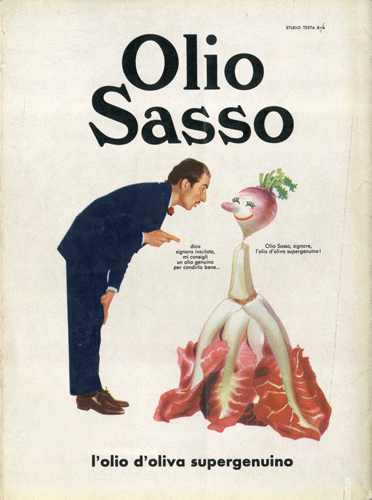 STUDIO TESTA
Olio
Sasso
dica
signora insalata,
mi consigli
un olio genuino
per condirla bene...
Olio Sasso, signore,
l'olio d'oliva supergenuino!
l'olio d'oliva supergenuino